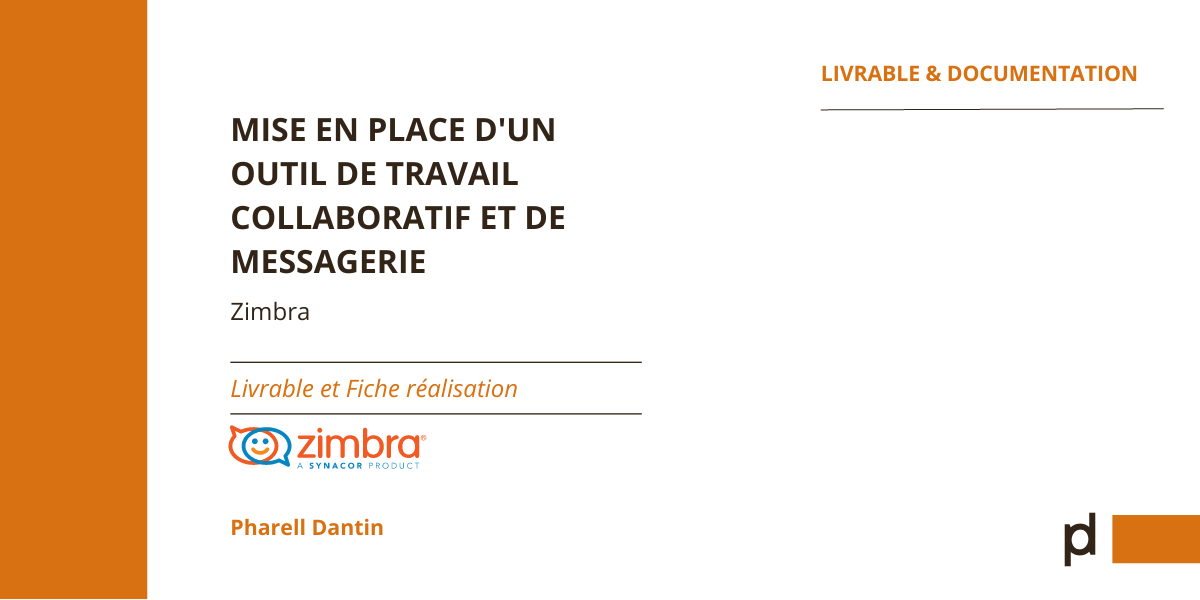 LIVRABLE & DOCUMENTATION
MISE EN PLACE D'UN
OUTIL DE TRAVAIL
COLLABORATIF ET DE
MESSAGERIE
Zimbra
Livrable et Fiche réalisation
zimbra®
A SYNACOR PRODUCT
Pharell Dantin
pd